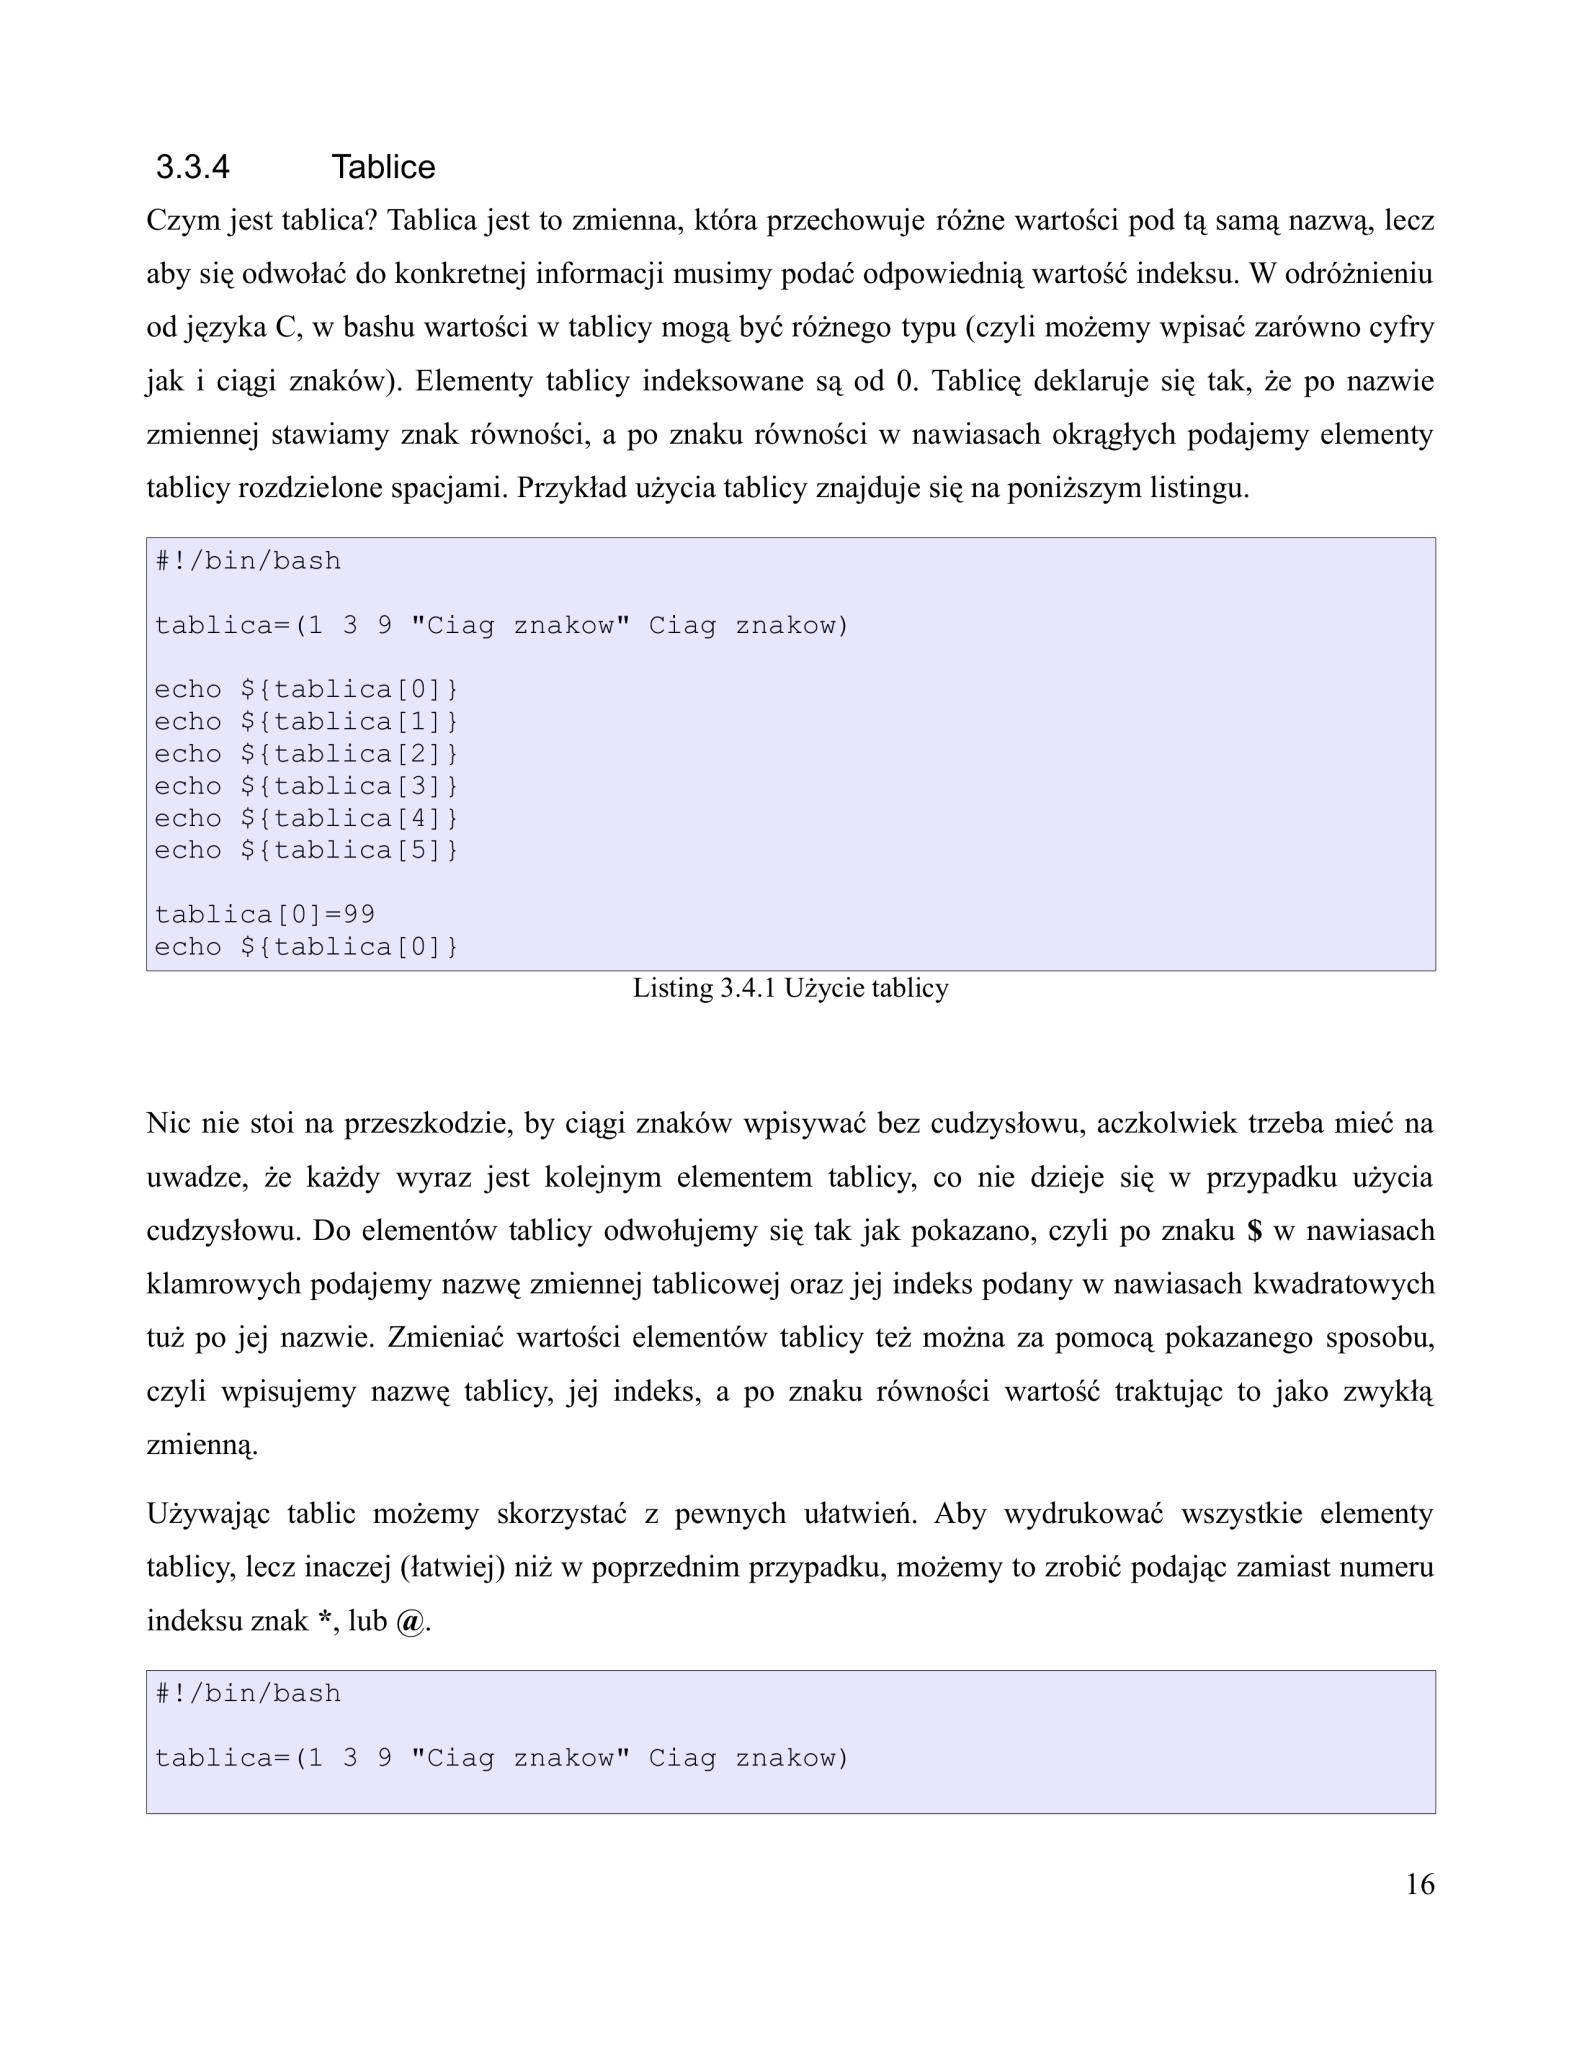 3.3.4 Tablice
Czym jest tablica? Tablica jest to zmienna, która przechowuje różne wartości pod tą samą nazwą, lecz
aby się odwołać do konkretnej informacji musimy podać odpowiednią wartość indeksu. W odróżnieniu
od języka C, w bashu wartości w tablicy mogą być różnego typu (czyli możemy wpisać zarówno cyfry
jak i ciągi znaków). Elementy tablicy indeksowane są od 0. Tablicę deklaruje się tak, że po nazwie
zmiennej stawiamy znak równości, a po znaku równości w nawiasach okrągłych podajemy elementy
tablicy rozdzielone spacjami. Przykład użycia tablicy znajduje się na poniższym listingu.
#!/bin/bash
tablica=(1 3 9 "Ciag znakow" Ciag znakow)
echo ${tablica[0]}
echo ${tablica[1]}
echo ${tablica[2]}
echo ${tablica[3]}
echo ${tablica[4]}
echo ${tablica[5]}
tablica[0]=99
echo ${tablica[0]}
Listing 3.4.1 Użycie tablicy
Nic nie stoi na przeszkodzie, by ciągi znaków wpisywać bez cudzysłowu, aczkolwiek trzeba mieć na
uwadze, że każdy wyraz jest kolejnym elementem tablicy, co nie dzieje się w przypadku użycia
cudzysłowu. Do elementów tablicy odwołujemy się tak jak pokazano, czyli po znaku $ w nawiasach
klamrowych podajemy nazwę zmiennej tablicowej oraz jej indeks podany w nawiasach kwadratowych
tuż po jej nazwie. Zmieniać wartości elementów tablicy też można za pomocą pokazanego sposobu,
czyli wpisujemy nazwę tablicy, jej indeks, a po znaku równości wartość traktując to jako zwykłą
zmienną.
Używając tablic możemy skorzystać z pewnych ułatwień. Aby wydrukować wszystkie elementy
tablicy, lecz inaczej (łatwiej) niż w poprzednim przypadku, możemy to zrobić podając zamiast numeru
indeksu znak *, lub @.
#!/bin/bash
tablica=(1 3 9 "Ciag znakow" Ciag znakow)
16